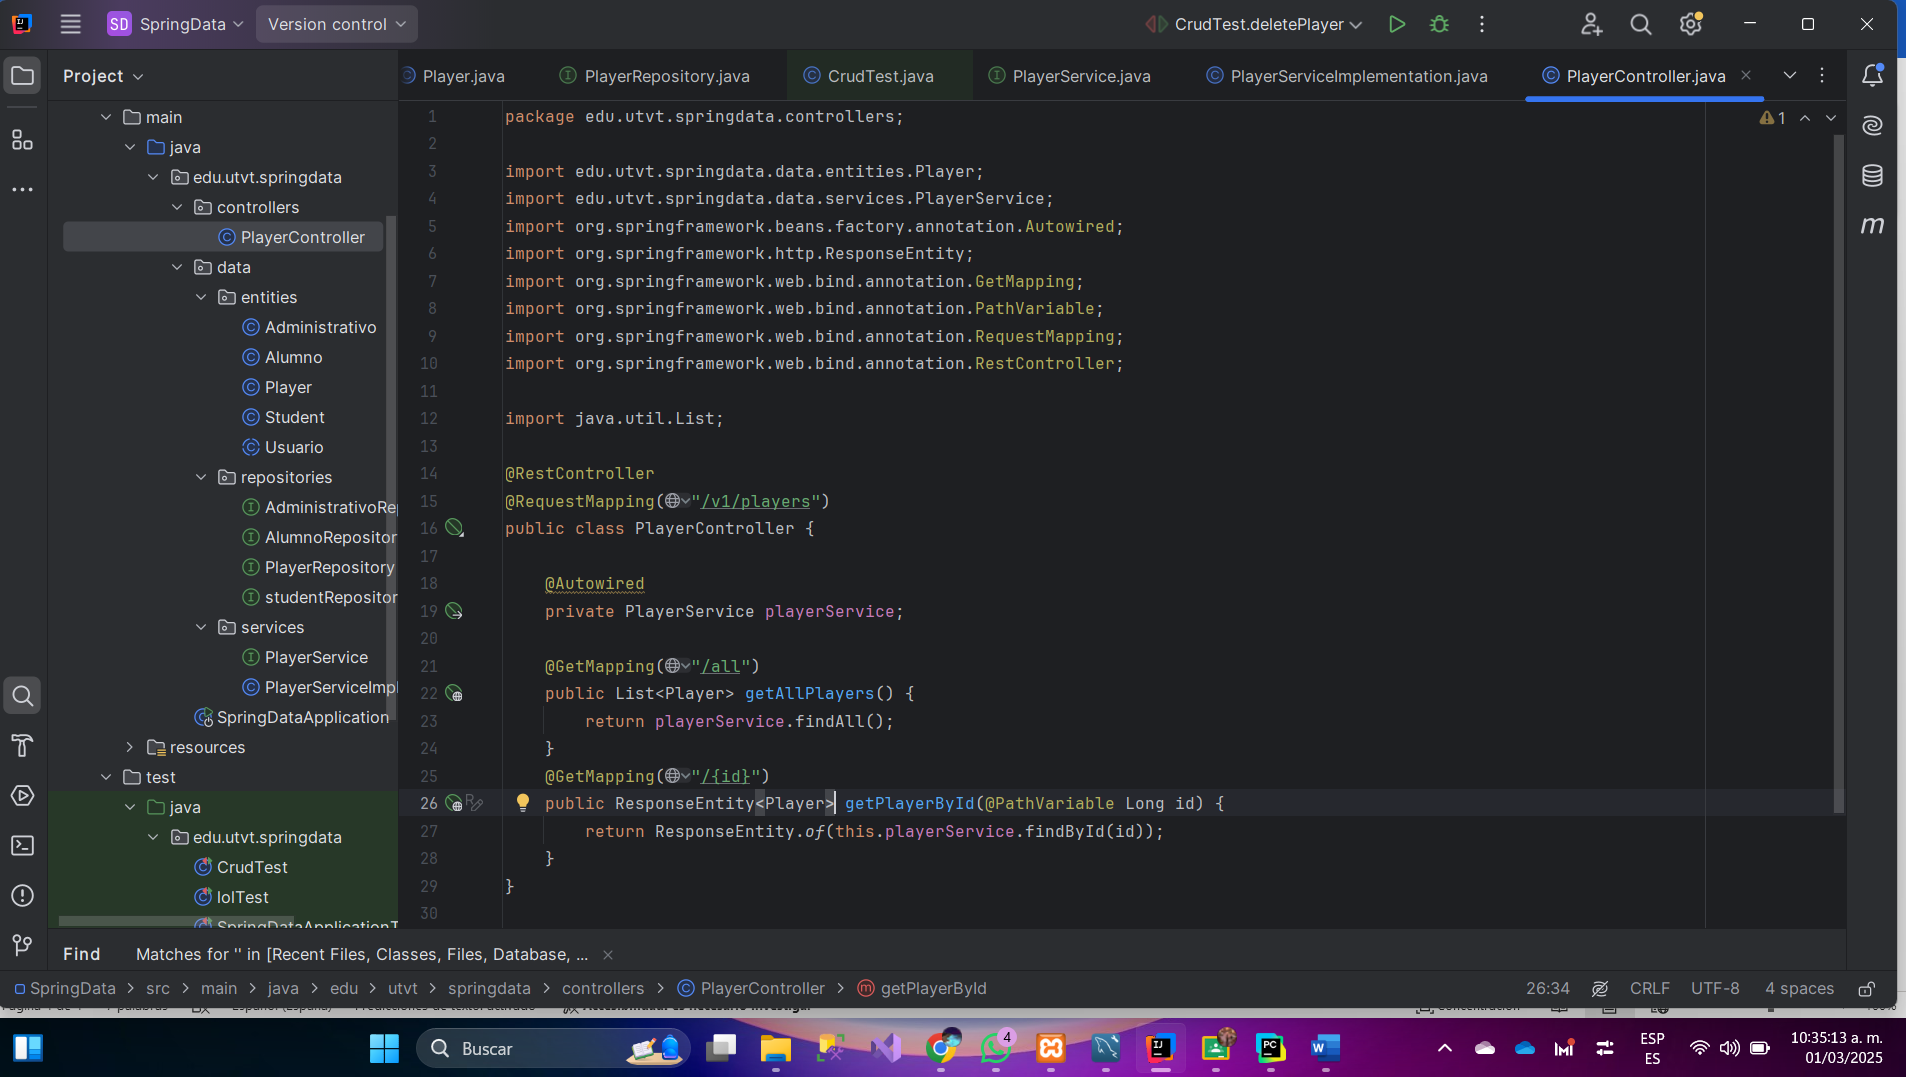 SD SpringData Version control CrudTest.deletePlayer
Project
Player.java PlayerRepository.java CrudTest.java PlayerService.java PlayerServiceImplementation.java PlayerController.java
main
java
edu.utvt.springdata
controllers
PlayerController
data
entities
Administrativo
Alumno
Player
Student
Usuario
repositories
AdministrativoRe
AlumnoRepositor
PlayerRepository
studentRepositor
services
PlayerService
PlayerServiceImpl
SpringDataApplication
resources
test
java
edu.utvt.springdata
CrudTest
lolTest
SpringDataApplicationT
1 package edu.utvt.springdata.controllers;
2
3 import edu.utvt.springdata.data.entities.Player;
4 import edu.utvt.springdata.data.services.PlayerService;
5 import org.springframework.beans.factory.annotation.Autowired;
6 import org.springframework.http.ResponseEntity;
7 import org.springframework.web.bind.annotation.GetMapping;
8 import org.springframework.web.bind.annotation.PathVariable;
9 import org.springframework.web.bind.annotation.RequestMapping;
10 import org.springframework.web.bind.annotation.RestController;
11
12 import java.util.List;
13
14 @RestController
15 @RequestMapping("/v1/players")
16 public class PlayerController {
17
18 @Autowired
19 private PlayerService playerService;
20
21 @GetMapping("/all")
22 public List<Player> getAllPlayers() {
23 return playerService.findAll();
24 }
25 @GetMapping("/{id}")
26 public ResponseEntity<Player> getPlayerById(@PathVariable Long id) {
27 return ResponseEntity.of(this.playerService.findById(id));
28 }
29 }
30
1
m
Find Matches for '' in [Recent Files, Classes, Files, Database, ...
SpringData > src > main > java > edu > utvt > springdata > controllers > PlayerController > getPlayerById 26:34 CRLF UTF-8 4 spaces
Buscar
4
ESP
ES
10:35:13 a. m.
01/03/2025